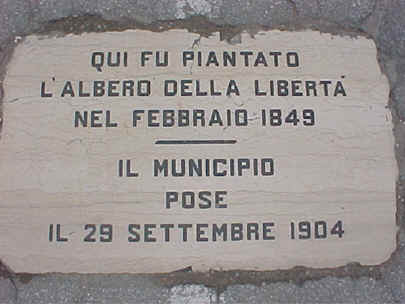 QUI FU PIANTATO
L'ALBERO DELLA LIBERTÀ
NEL FEBBRAIO 1849
IL MUNICIPIO
POSE
IL 29 SETTEMBRE 1904